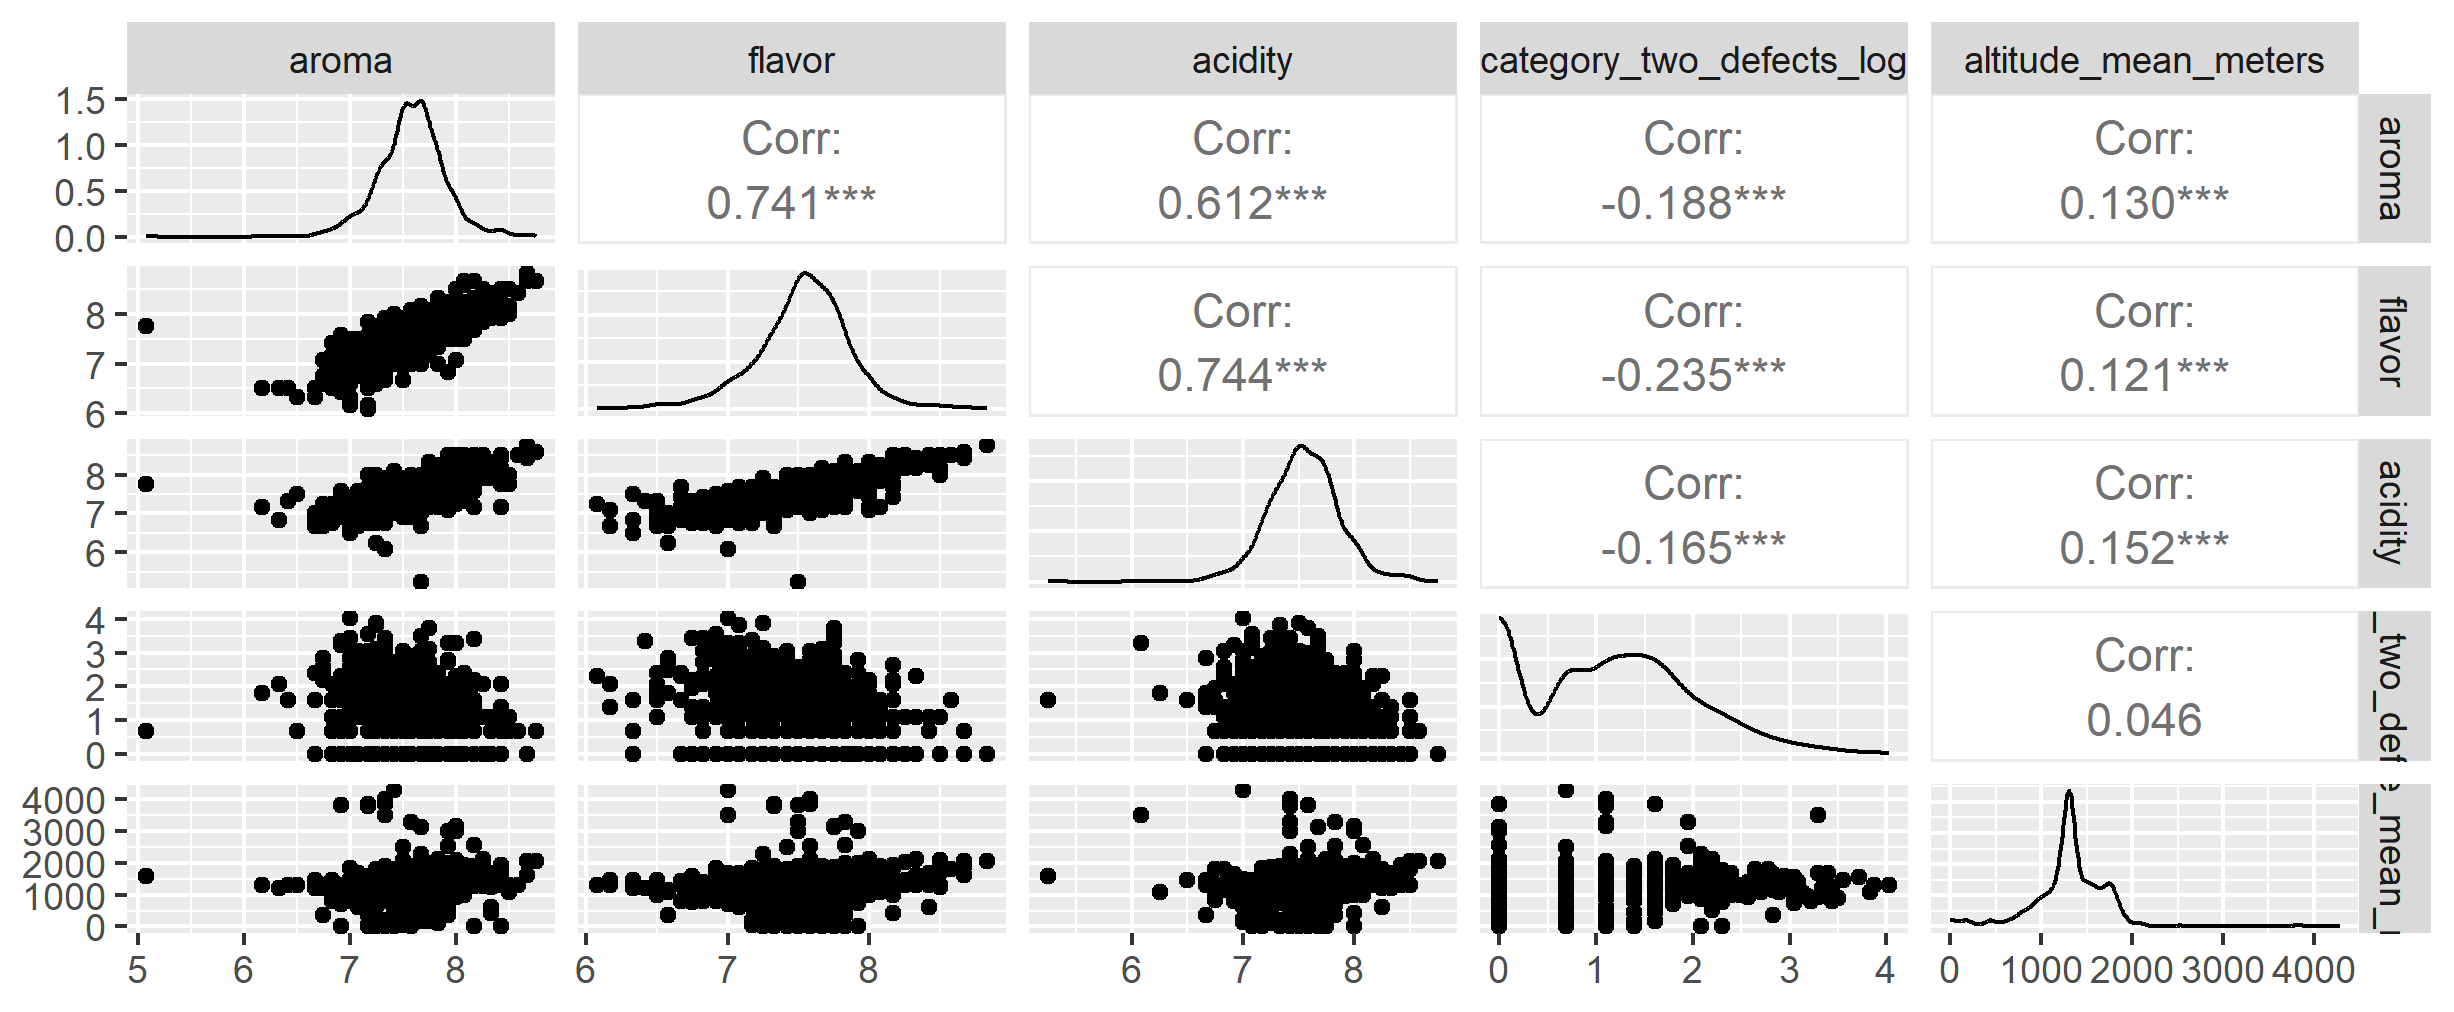 aroma
flavor
acidity
category_two_defects_log
altitude_mean_meters
1.5
1.0
0.5
0.0
Corr:
0.741***
Corr:
0.612***
Corr:
-0.188***
Corr:
0.130***
aroma
8
7
6
Corr:
0.744***
Corr:
-0.235***
Corr:
0.121***
flavor
8
7
6
Corr:
-0.165***
Corr:
0.152***
acidity
4
3
2
1
0
Corr:
0.046
_two_def
4000
3000
2000
1000
0
_mean_
5 6 7 8
6 7 8
6 7 8
0 1 2 3 4
0 1000 2000 3000 4000